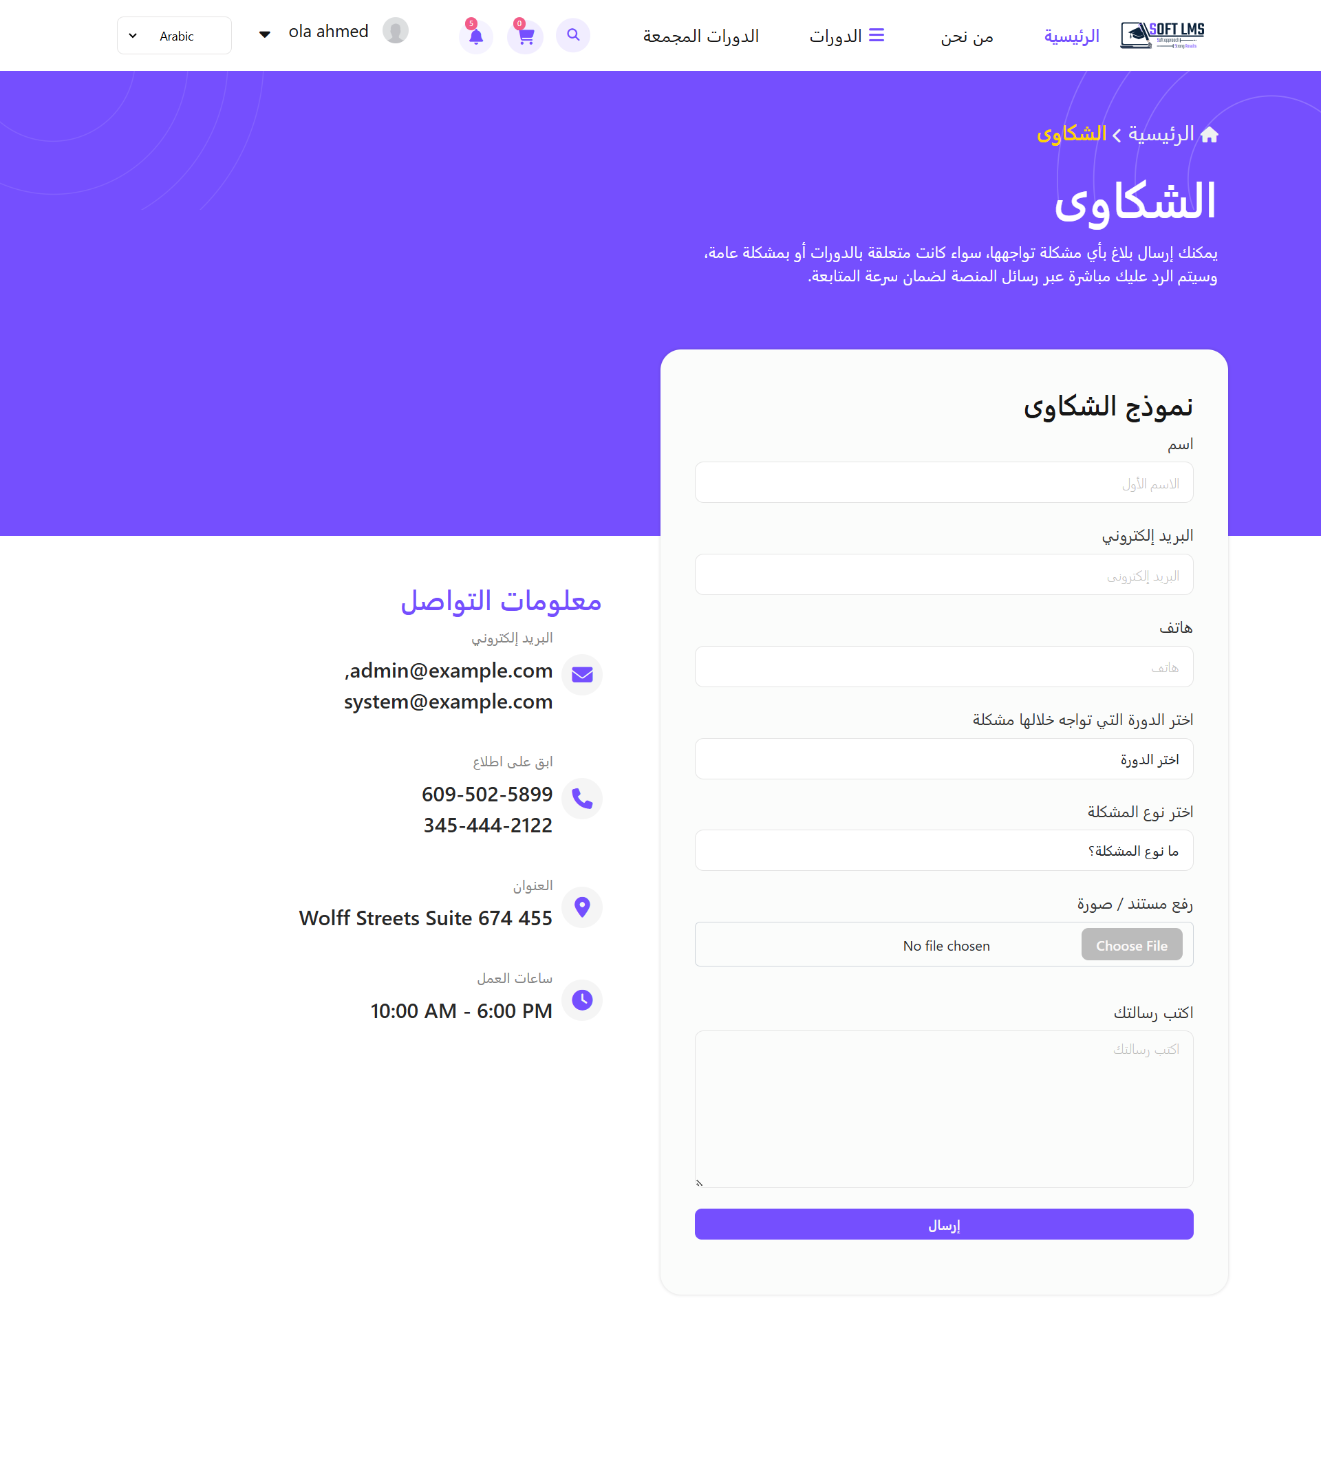 SOFT LMS
الرئيسية
من نحن
الدورات
الدورات المجمعة
0
5
ola ahmed
Arabic
الرئيسية
الشكاوى
الشكاوى
يمكنك إرسال بلاغ بأي مشكلة تواجهها، سواء كانت متعلقة بالدورات أو بمشكلة عامة،
وسيتم الرد عليك مباشرة عبر رسائل المنصة لضمان سرعة المتابعة.
نموذج الشكاوى
اسم
الاسم الأول
البريد إلكتروني
البريد إلكتروني
هاتف
هاتف
اختر الدورة التي تواجه خلالها مشكلة
اختر الدورة
اختر نوع المشكلة
ما نوع المشكلة؟
رفع مستند / صورة
Choose File
No file chosen
اكتب رسالتك
اكتب رسالتك
إرسال
معلومات التواصل
البريد إلكتروني
,admin@example.com
system@example.com
ابق على اطلاع
609-502-5899
345-444-2122
العنوان
Wolff Streets Suite 674 455
ساعات العمل
10:00 AM - 6:00 PM